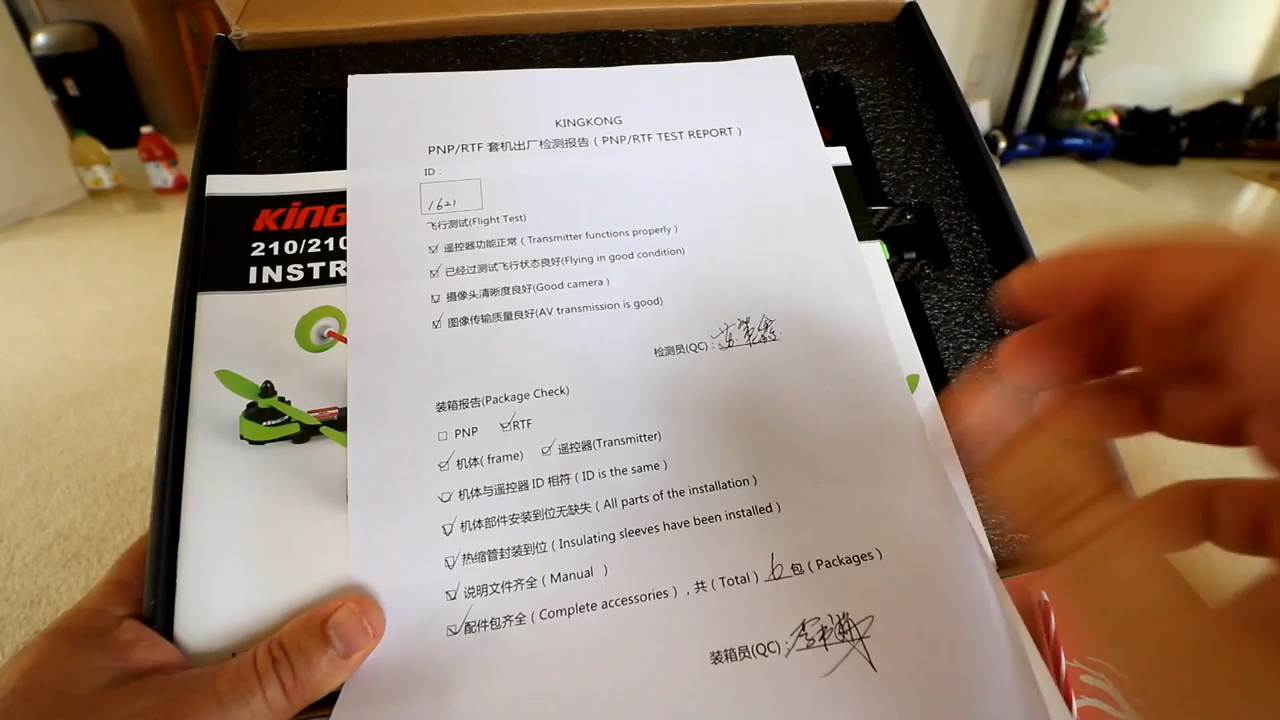 KINGKONG
PNP/RTF 套机出厂检测报告 ( PNP/RTF TEST REPORT )
ID :
1621
飞行测试(Flight Test)
遥控器功能正常 ( Transmitter functions properly )
已经过测试飞行状态良好(Flying in good condition)
摄像头清晰度良好(Good camera )
图像传输质量良好(AV transmission is good)
检测员(QC) :
装箱报告(Package Check)
PNP RTF
机体( frame) 遥控器(Transmitter)
机体与遥控器 ID 相符 ( ID is the same )
机体部件安装到位无缺失 ( All parts of the installation )
热缩管封装到位 ( Insulating sleeves have been installed )
说明文件齐全 ( Manual )
配件包齐全 ( Complete accessories ) , 共 ( Total ) 6 包 ( Packages )
装箱员(QC) :
KING
210/210
INSTR